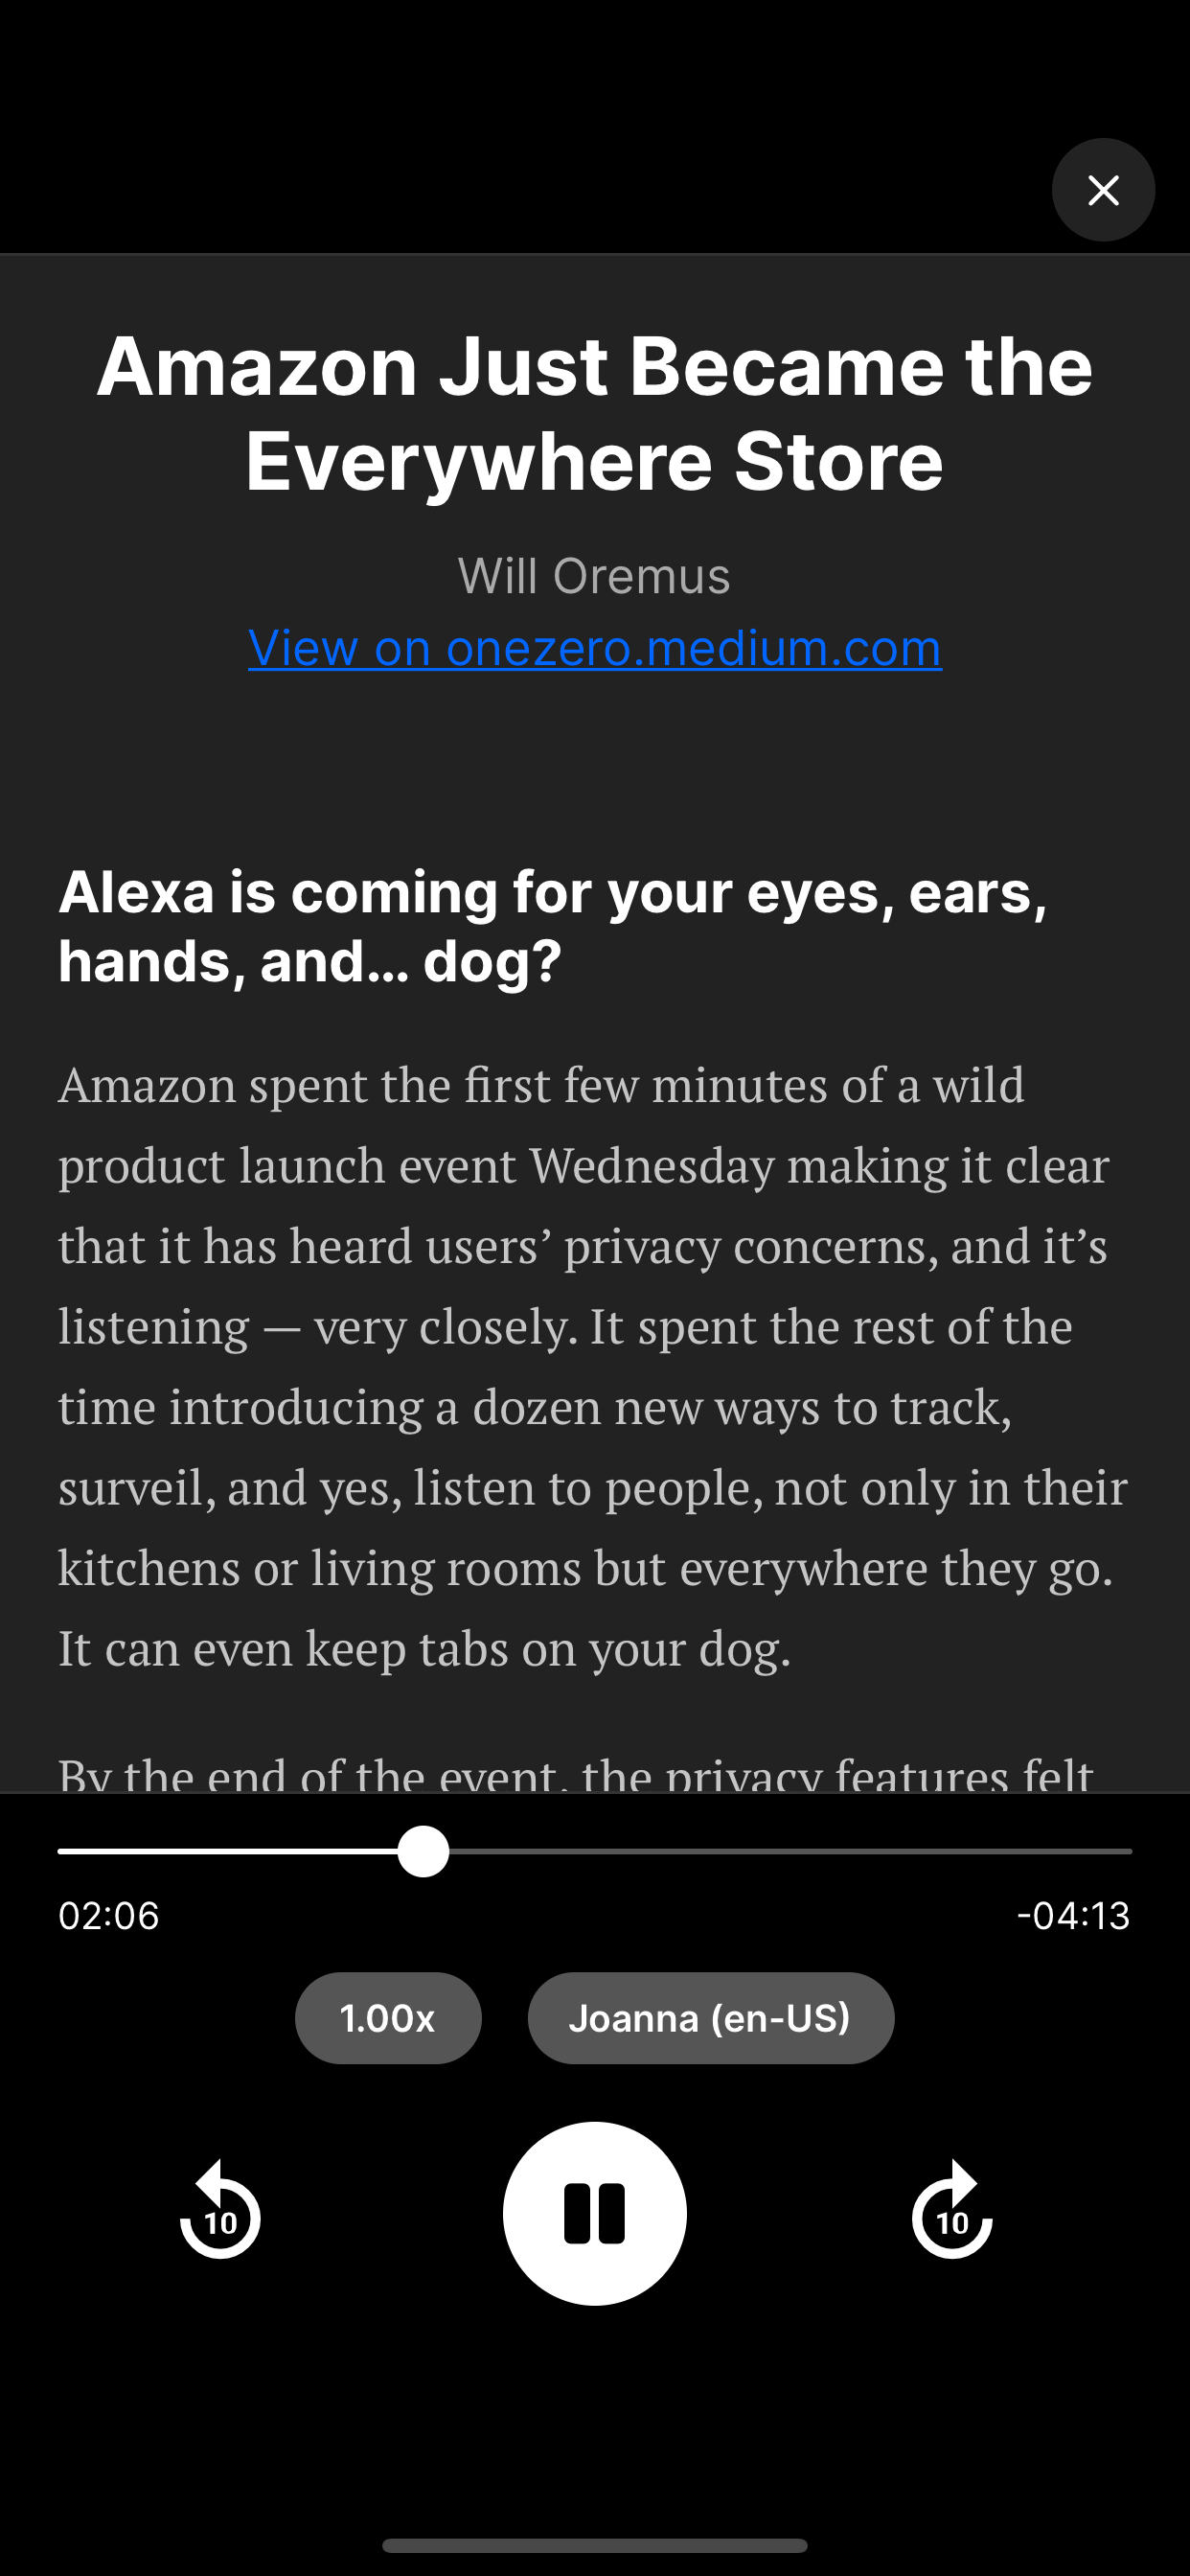 Amazon Just Became the
Everywhere Store
Will Oremus
View on onezero.medium.com
Alexa is coming for your eyes, ears,
hands, and… dog?
Amazon spent the first few minutes of a wild
product launch event Wednesday making it clear
that it has heard users’ privacy concerns, and it’s
listening — very closely. It spent the rest of the
time introducing a dozen new ways to track,
surveil, and yes, listen to people, not only in their
kitchens or living rooms but everywhere they go.
It can even keep tabs on your dog.
By the end of the event, the privacy features felt
02:06
-04:13
1.00x
Joanna (en-US)
10
10